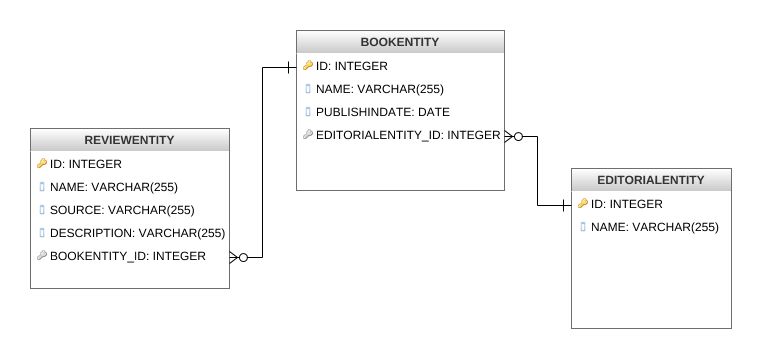 BOOKENTITY
ID: INTEGER
NAME: VARCHAR(255)
PUBLISHINDATE: DATE
EDITORIALENTITY_ID: INTEGER
REVIEWENTITY
ID: INTEGER
NAME: VARCHAR(255)
SOURCE: VARCHAR(255)
DESCRIPTION: VARCHAR(255)
BOOKENTITY_ID: INTEGER
EDITORIALENTITY
ID: INTEGER
NAME: VARCHAR(255)